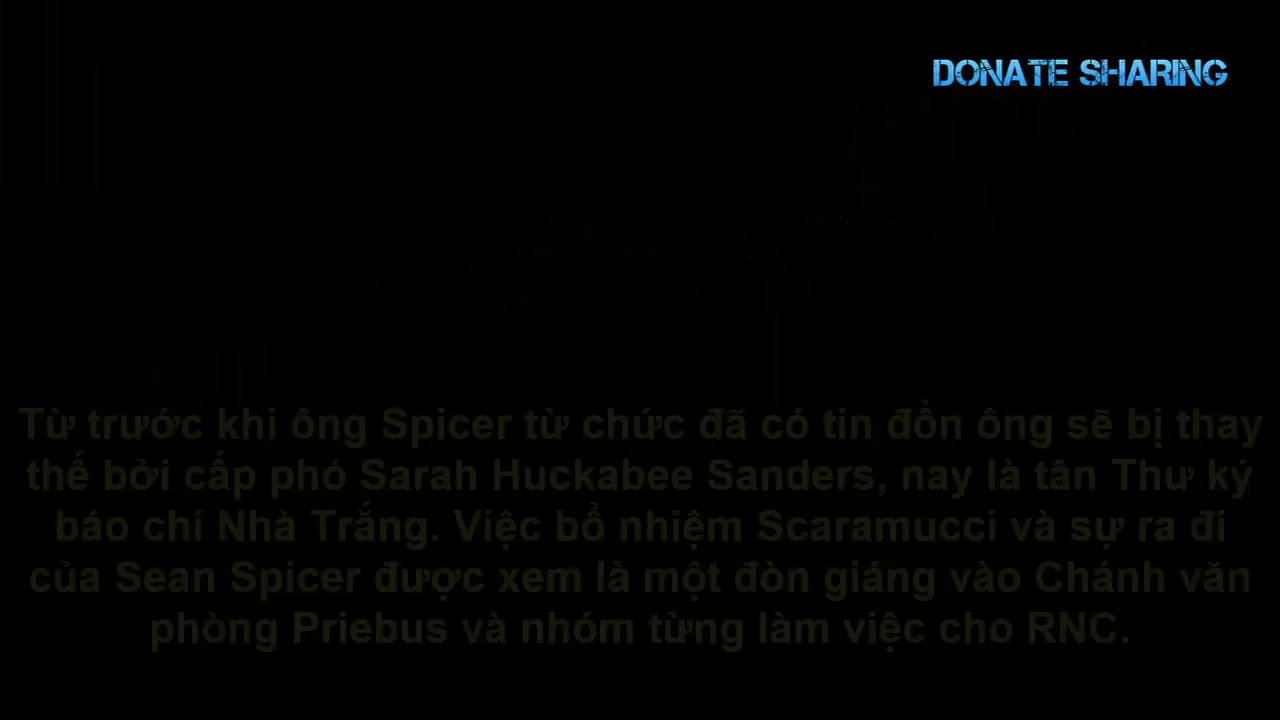 DONATE SHARING
Từ trước khi ông Spicer từ chức đã có tin đồn ông sẽ bị thay
thế bởi cấp phó Sarah Huckabee Sanders, nay là tân Thư ký
báo chí Nhà Trắng. Việc bổ nhiệm Scaramucci và sự ra đi
của Sean Spicer được xem là một đòn giáng vào Chánh văn
phòng Priebus và nhóm từng làm việc cho RNC.